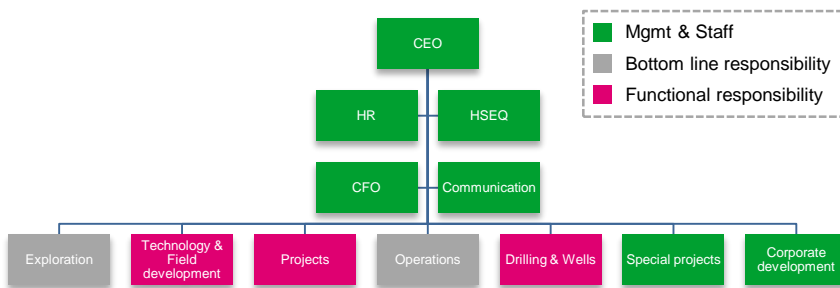 CEO
Mgmt & Staff
Bottom line responsibility
Functional responsibility
HR
HSEQ
CFO
Communication
Exploration
Technology &
Field
development
Projects
Operations
Drilling & Wells
Special projects
Corporate
development